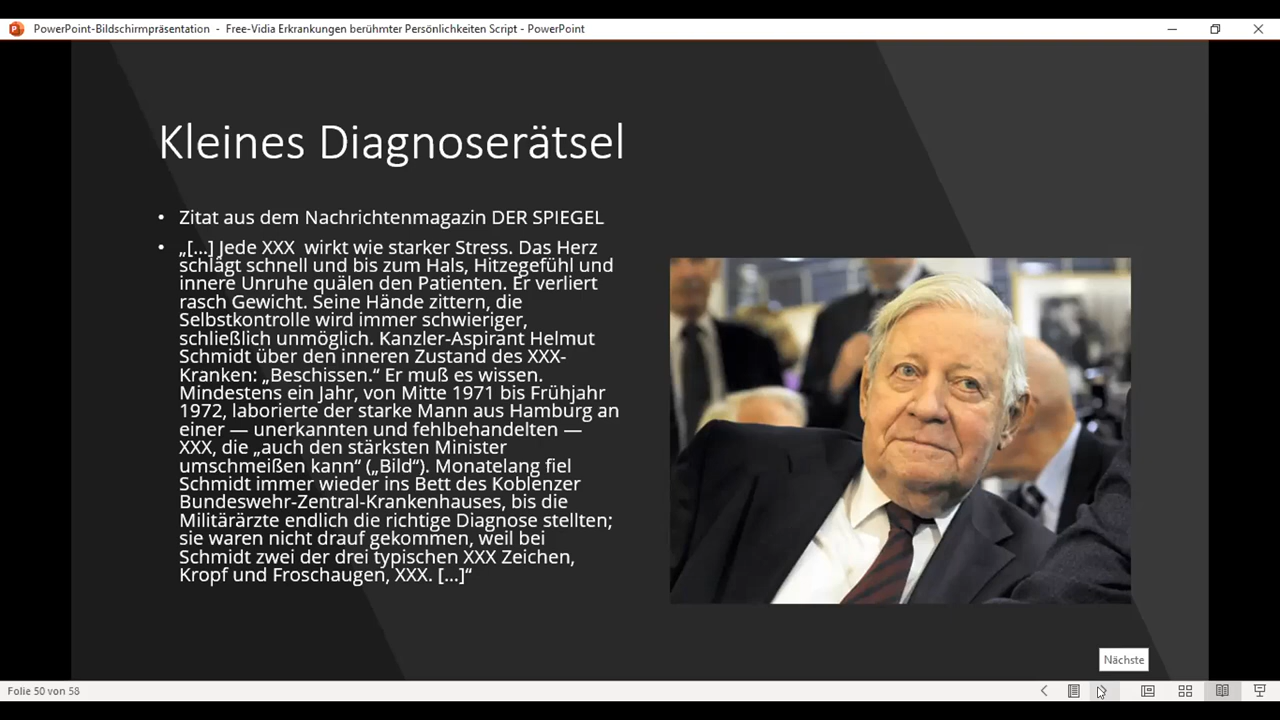 PowerPoint-Bildschirmpräsentation - Free-Vidia Erkrankungen berühmter Persönlichkeiten Script - PowerPoint
Kleines Diagnoserätsel
• Zitat aus dem Nachrichtenmagazin DER SPIEGEL
• „[…] Jede XXX wirkt wie starker Stress. Das Herz
schlägt schnell und bis zum Hals, Hitzegefühl und
innere Unruhe quälen den Patienten. Er verliert
rasch Gewicht. Seine Hände zittern, die
Selbstkontrolle wird immer schwieriger,
schließlich unmöglich. Kanzler-Aspirant Helmut
Schmidt über den inneren Zustand des XXX-
Kranken: „Beschissen.“ Er muß es wissen.
Mindestens ein Jahr, von Mitte 1971 bis Frühjahr
1972, laborierte der starke Mann aus Hamburg an
einer — unerkannten und fehlbehandelten —
XXX, die „auch den stärksten Minister
umschmeißen kann“ („Bild“). Monatelang fiel
Schmidt immer wieder ins Bett des Koblenzer
Bundeswehr-Zentral-Krankenhauses, bis die
Militärärzte endlich die richtige Diagnose stellten;
sie waren nicht drauf gekommen, weil bei
Schmidt zwei der drei typischen XXX Zeichen,
Kropf und Froschaugen, XXX. […]“
Nächste
Folie 50 von 58